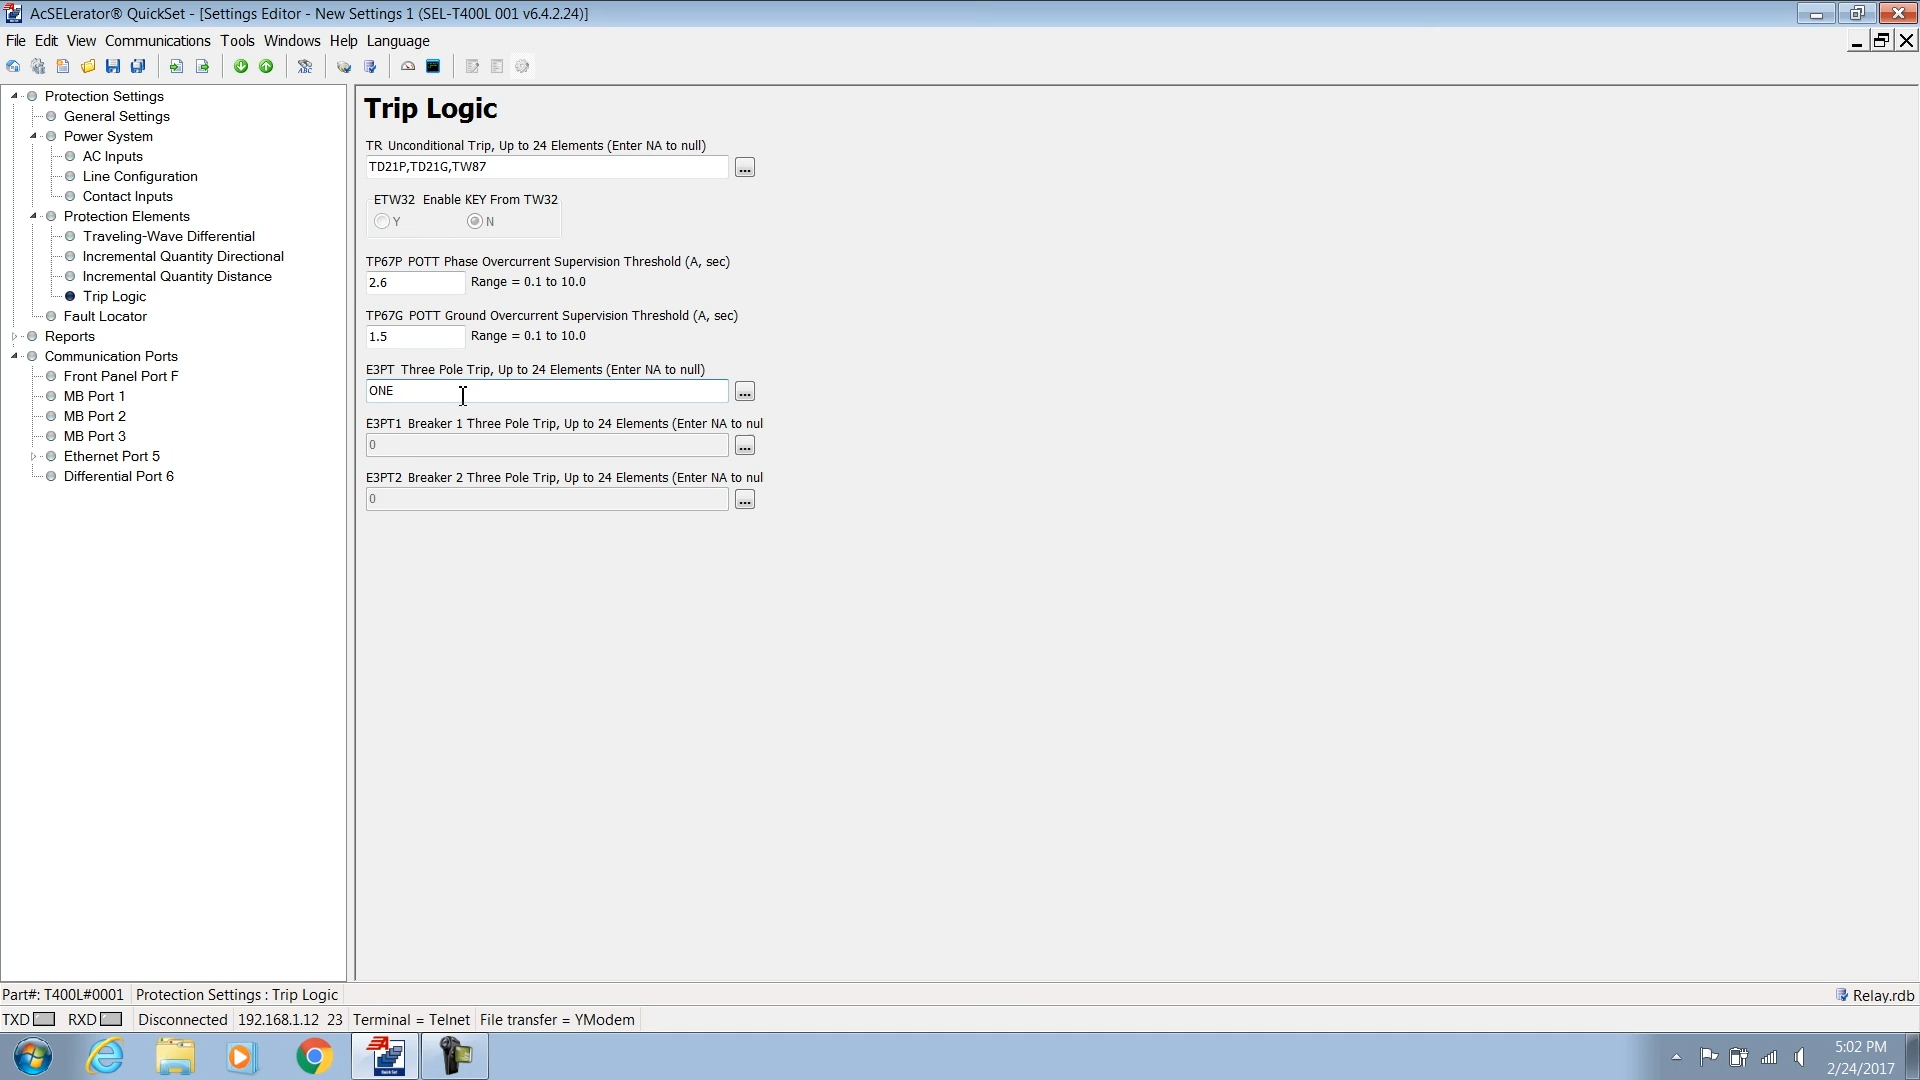 AcSELerator® QuickSet - [Settings Editor - New Settings 1 (SEL-T400L 001 v6.4.2.24)]
File Edit View Communications Tools Windows Help Language
Protection Settings
General Settings
Power System
AC Inputs
Line Configuration
Contact Inputs
Protection Elements
Traveling-Wave Differential
Incremental Quantity Directional
Incremental Quantity Distance
Trip Logic
Fault Locator
Reports
Communication Ports
Front Panel Port F
MB Port 1
MB Port 2
MB Port 3
Ethernet Port 5
Differential Port 6
Trip Logic
TR Unconditional Trip, Up to 24 Elements (Enter NA to null)
TD21P,TD21G,TW87
...
ETW32 Enable KEY From TW32
Y N
TP67P POTT Phase Overcurrent Supervision Threshold (A, sec)
2.6 Range = 0.1 to 10.0
TP67G POTT Ground Overcurrent Supervision Threshold (A, sec)
1.5 Range = 0.1 to 10.0
E3PT Three Pole Trip, Up to 24 Elements (Enter NA to null)
ONE
...
E3PT1 Breaker 1 Three Pole Trip, Up to 24 Elements (Enter NA to nul
0
...
E3PT2 Breaker 2 Three Pole Trip, Up to 24 Elements (Enter NA to nul
0
...
Part#: T400L#0001 Protection Settings : Trip Logic Relay.rdb
TXD RXD Disconnected 192.168.1.12 23 Terminal = Telnet File transfer = YModem
Quick Set
5:02 PM
2/24/2017